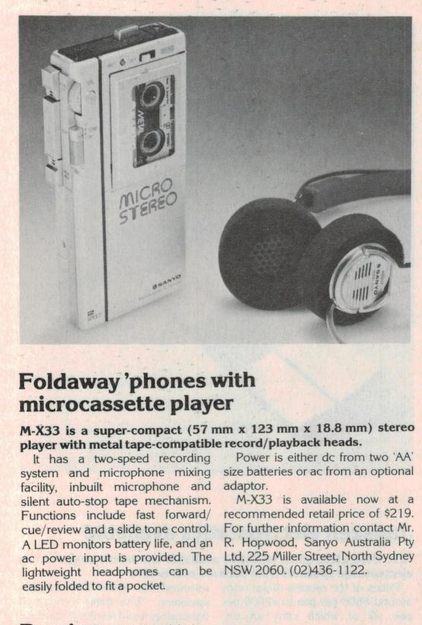 MICRO
STEREO
SANYO
SANYO
Foldaway 'phones with
microcassette player
M-X33 is a super-compact (57 mm x 123 mm x 18.8 mm) stereo
player with metal tape-compatible record/playback heads.
It has a two-speed recording
system and microphone mixing
facility, inbuilt microphone and
silent auto-stop tape mechanism.
Functions include fast forward/
cue/review and a slide tone control.
A LED monitors battery life, and an
ac power input is provided. The
lightweight headphones can be
easily folded to fit a pocket.
Power is either dc from two 'AA'
size batteries or ac from an optional
adaptor.
M-X33 is available now at a
recommended retail price of $219.
For further information contact Mr.
R. Hopwood, Sanyo Australia Pty
Ltd, 225 Miller Street, North Sydney
NSW 2060. (02)436-1122.